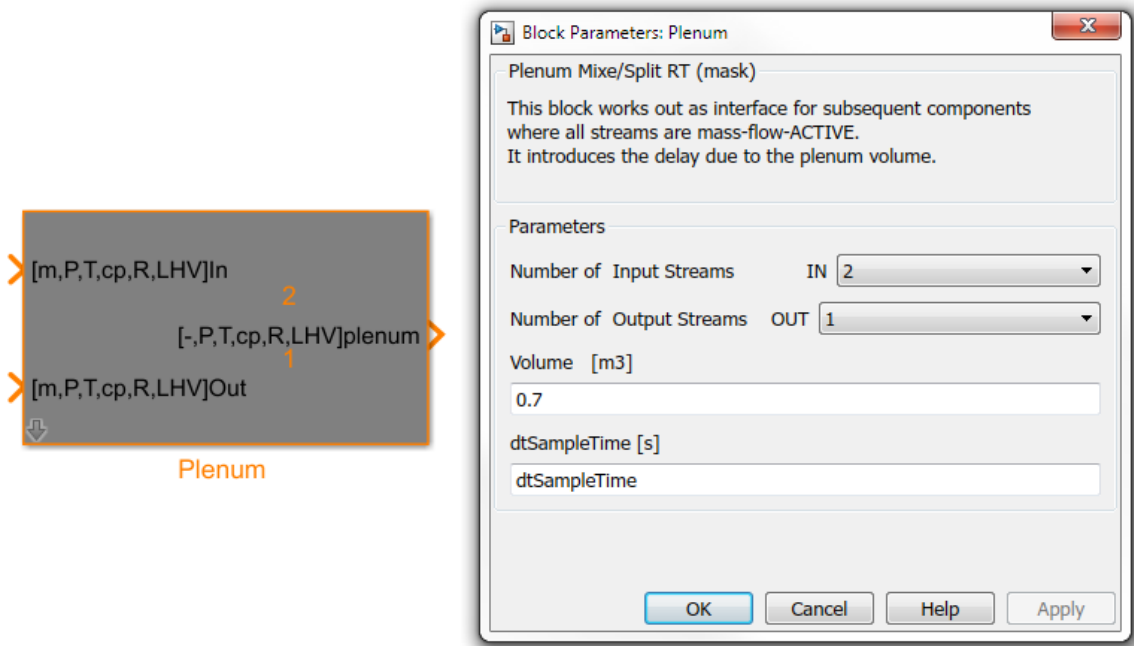 [m,P,T,cp,R,LHV]In
2
[-,P,T,cp,R,LHV]plenum
1
[m,P,T,cp,R,LHV]Out
Plenum
Block Parameters: Plenum
Plenum Mixe/Split RT (mask)
This block works out as interface for subsequent components
where all streams are mass-flow-ACTIVE.
It introduces the delay due to the plenum volume.
Parameters
Number of Input Streams IN 2
Number of Output Streams OUT 1
Volume [m3]
0.7
dtSampleTime [s]
dtSampleTime
OK Cancel Help Apply